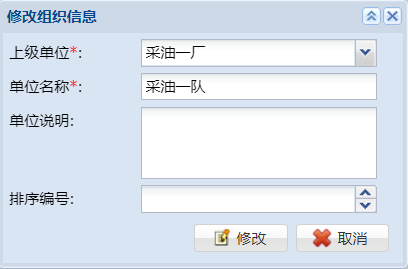 修改组织信息
上级单位*: 采油一厂
单位名称*: 采油一队
单位说明:
排序编号:
修改 取消